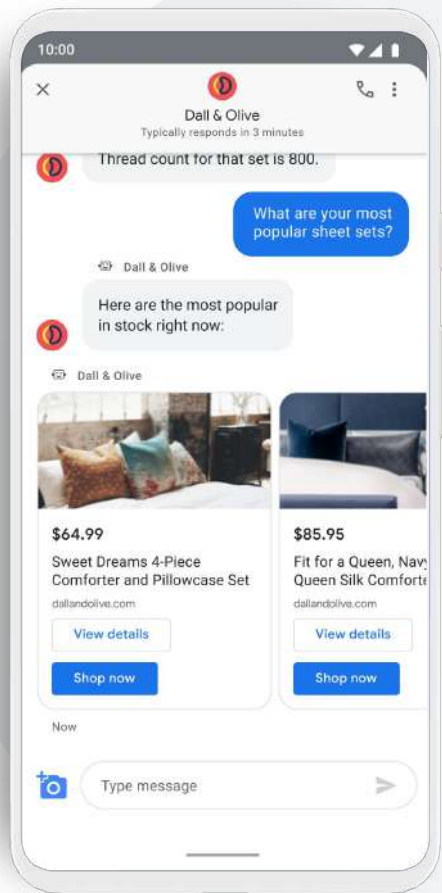 10:00
Dall & Olive
Typically responds in 3 minutes
Thread count for that set is 800.
What are your most
popular sheet sets?
Dall & Olive
Here are the most popular
in stock right now:
Dall & Olive
$64.99
Sweet Dreams 4-Piece
Comforter and Pillowcase Set
dallandolive.com
View details
Shop now
$85.95
Fit for a Queen, Navy
Queen Silk Comforte
dallandolive.com
View details
Shop now
Now
Type message